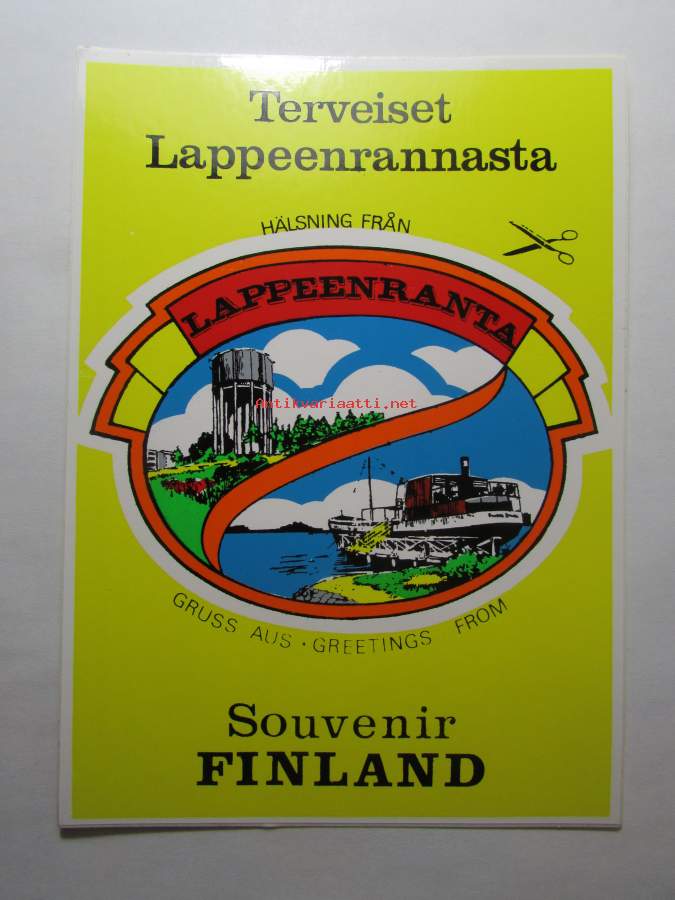 Terveiset
Lappeenrannasta
HÄLSNING FRÅN
LAPPEENRANTA
antikvariaatti.net
GRUSS AUS · GREETINGS FROM
Souvenir
FINLAND